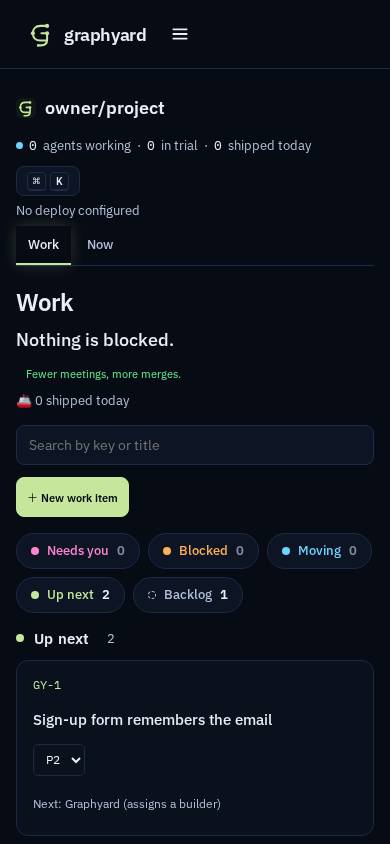 graphyard
owner/project
0 agents working · 0 in trial · 0 shipped today
⌘ K
No deploy configured
Work Now
Work
Nothing is blocked.
Fewer meetings, more merges.
0 shipped today
Search by key or title
+ New work item
Needs you 0 Blocked 0 Moving 0
Up next 2 Backlog 1
Up next 2
GY-1
Sign-up form remembers the email
P2
Next: Graphyard (assigns a builder)